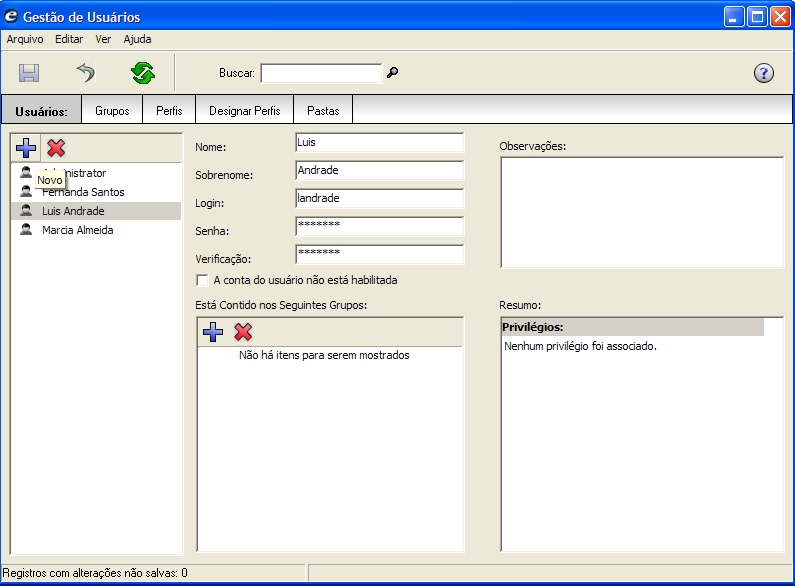 Gestão de Usuários
Arquivo Editar Ver Ajuda
Buscar:
Usuários: Grupos Perfis Designar Perfis Pastas
Novo
Fernanda Santos
Luis Andrade
Marcia Almeida
Nome: Luis
Sobrenome: Andrade
Login: landrade
Senha: *******
Verificação: *******
A conta do usuário não está habilitada
Está Contido nos Seguintes Grupos:
Não há itens para serem mostrados
Observações:
Resumo:
Privilégios:
Nenhum privilégio foi associado.
Registros com alterações não salvas: 0